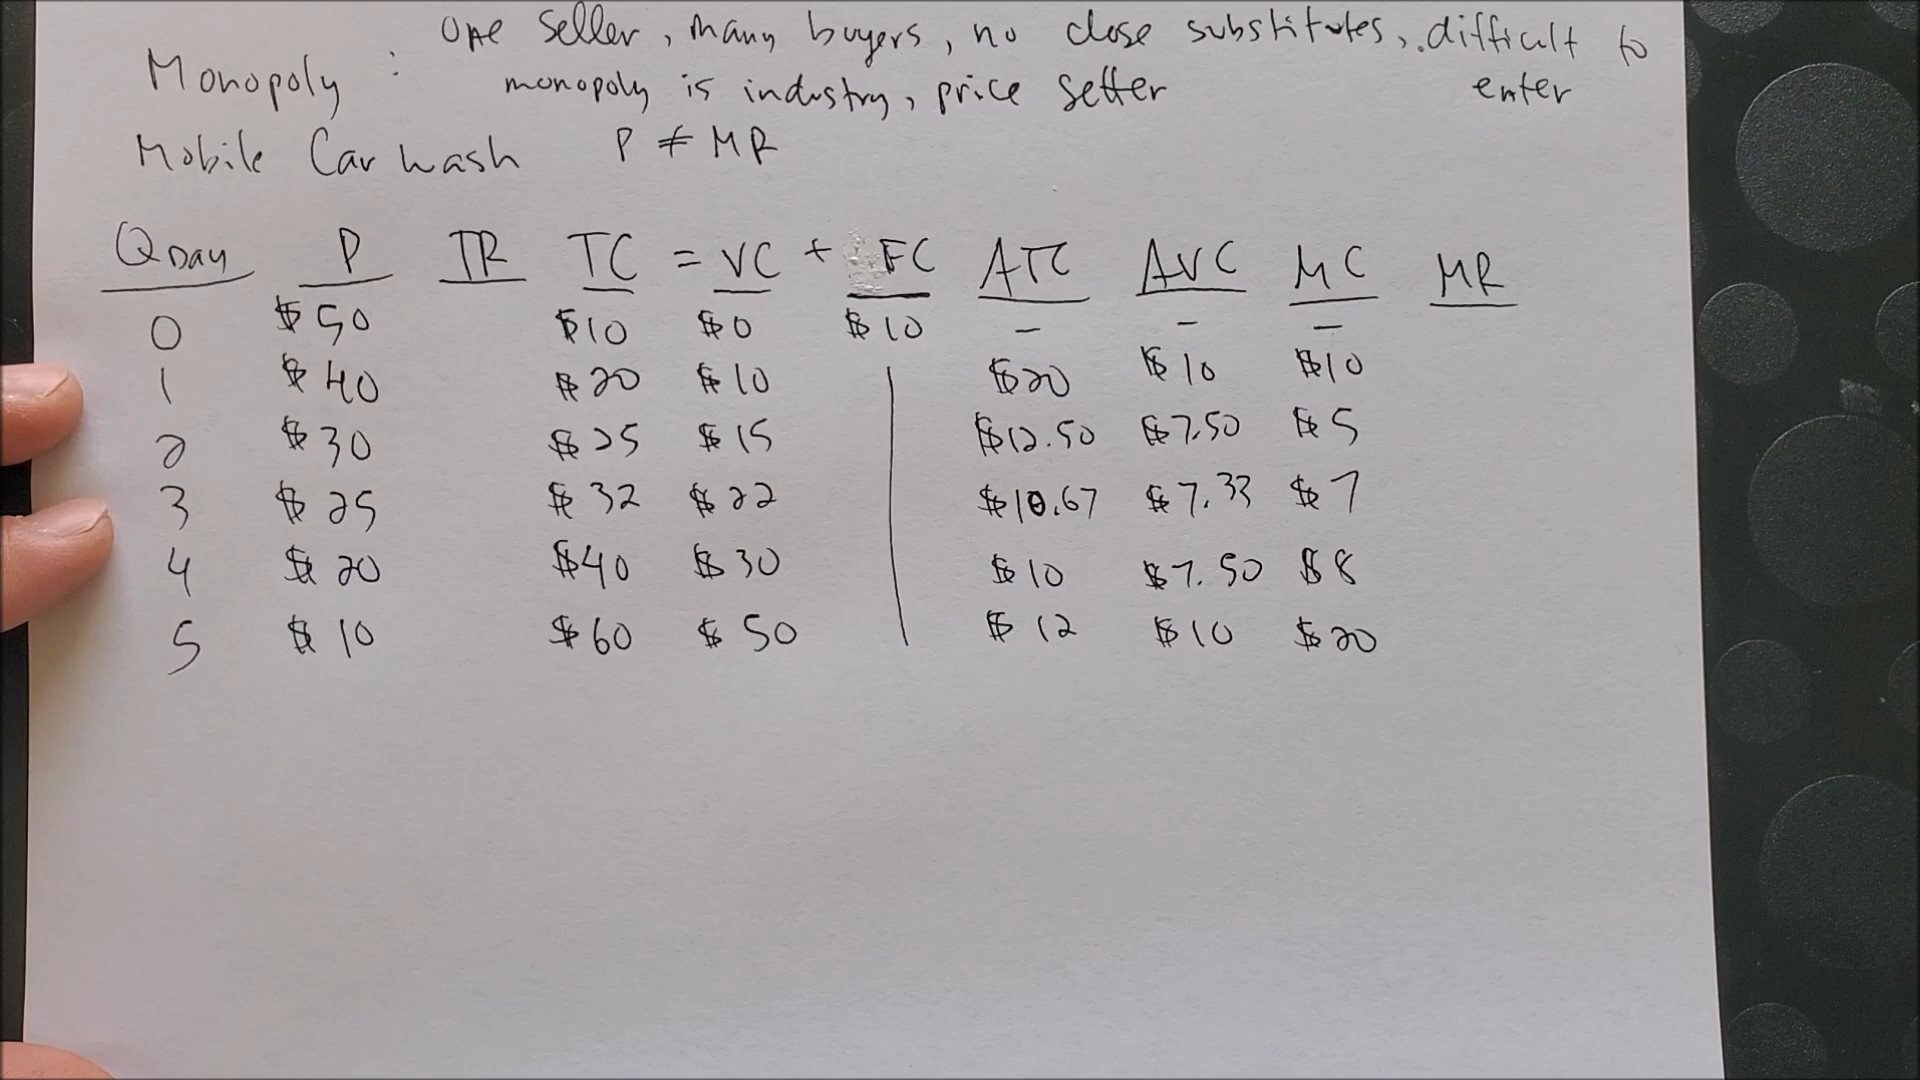 one seller, many buyers, no close substitutes, difficult to enter
Monopoly : monopoly is industry, price setter
Mobile Car wash P ≠ MR
QDay P TR TC = VC + FC ATC AVC MC MR
0 $50 $10 $0 $10 - - -
1 $40 $20 $10 $20 $10 $10
2 $30 $25 $15 $12.50 $7.50 $5
3 $25 $32 $22 $10.67 $7.33 $7
4 $20 $40 $30 $10 $7.50 $8
5 $10 $60 $50 $12 $10 $20